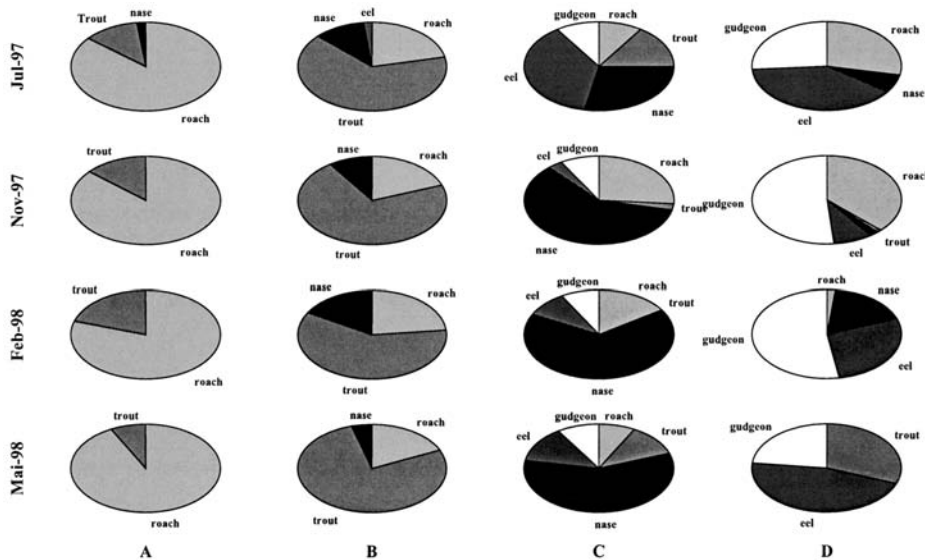 Jul-97
Trout nase
roach
nase eel roach
trout
gudgeon roach trout
eel
nase
gudgeon roach
nase
eel
Nov-97
trout
roach
nase roach
trout
eel gudgeon roach
trout
nase
roach
gudgeon
trout
eel
Feb-98
trout
roach
nase roach
trout
gudgeon roach
eel trout
nase
roach nase
gudgeon
eel
Mai-98
trout
roach
nase roach
trout
gudgeon roach
eel trout
nase
gudgeon trout
eel
A B C D